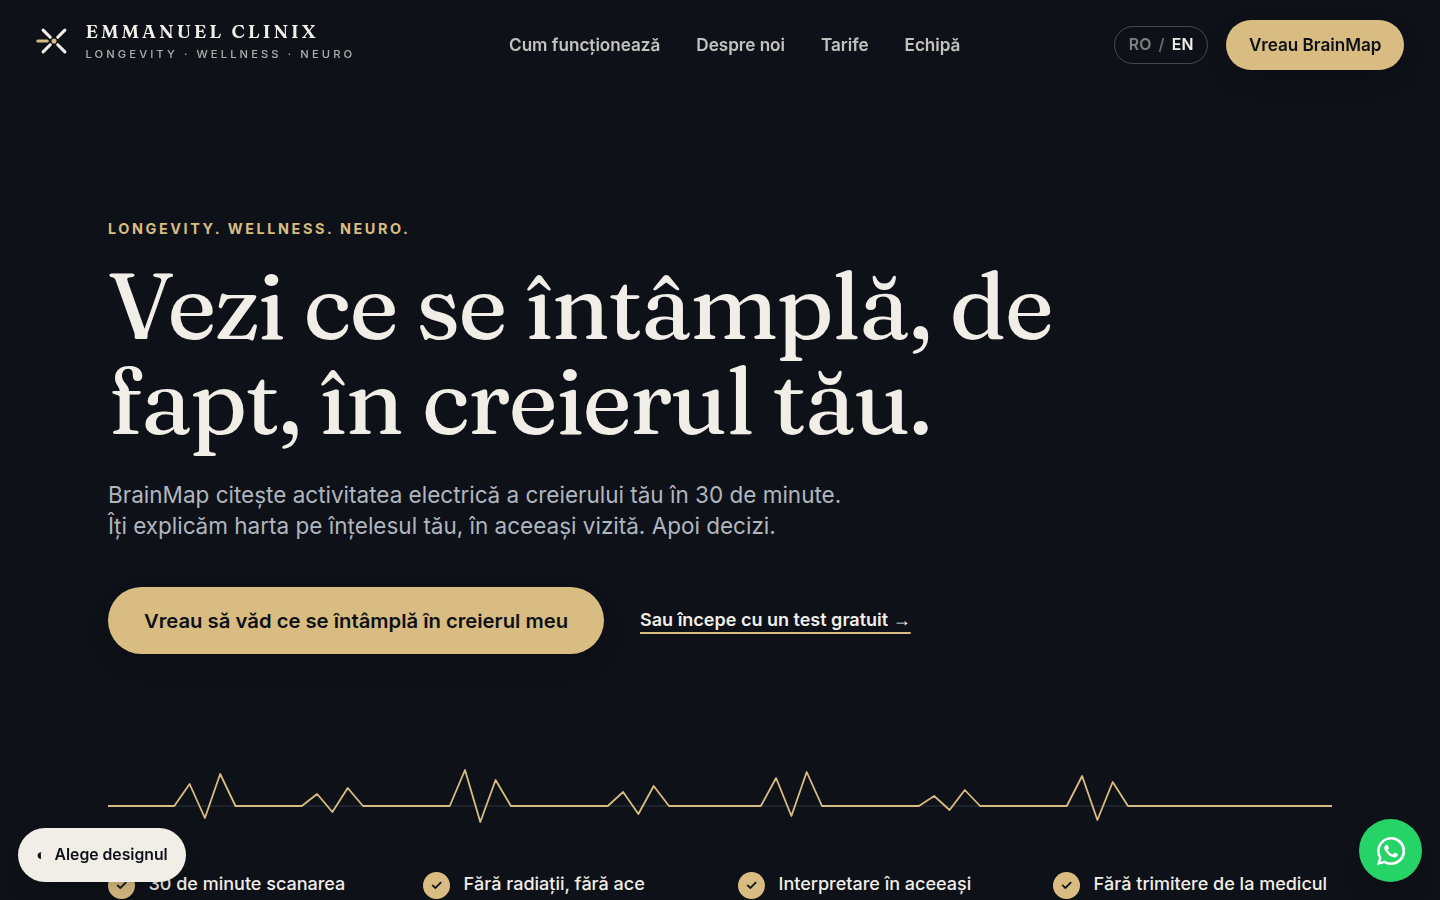 EMMANUEL CLINIX
LONGEVITY · WELLNESS · NEURO
Cum funcționează
Despre noi
Tarife
Echipă
RO / EN
Vreau BrainMap
LONGEVITY. WELLNESS. NEURO.
Vezi ce se întâmplă, de
fapt, în creierul tău.
BrainMap citește activitatea electrică a creierului tău în 30 de minute.
Îți explicăm harta pe înțelesul tău, în aceeași vizită. Apoi decizi.
Vreau să văd ce se întâmplă în creierul meu
Sau începe cu un test gratuit →
Alege designul
30 de minute scanarea
Fără radiații, fără ace
Interpretare în aceeași
Fără trimitere de la medicul